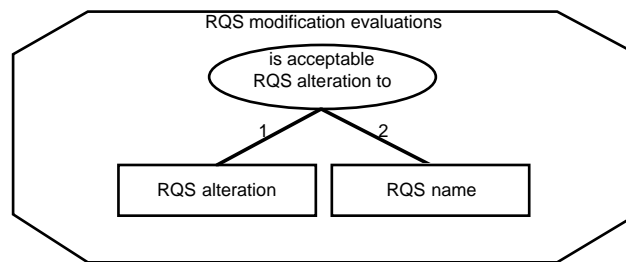 RQS modification evaluations
is acceptable
RQS alteration to
1 2
RQS alteration RQS name